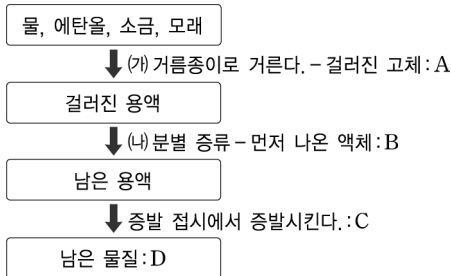 물, 에탄올, 소금, 모래
㈎ 거름종이로 거른다. – 걸러진 고체 : A
걸러진 용액
㈏ 분별 증류 – 먼저 나온 액체 : B
남은 용액
증발 접시에서 증발시킨다. : C
남은 물질 : D